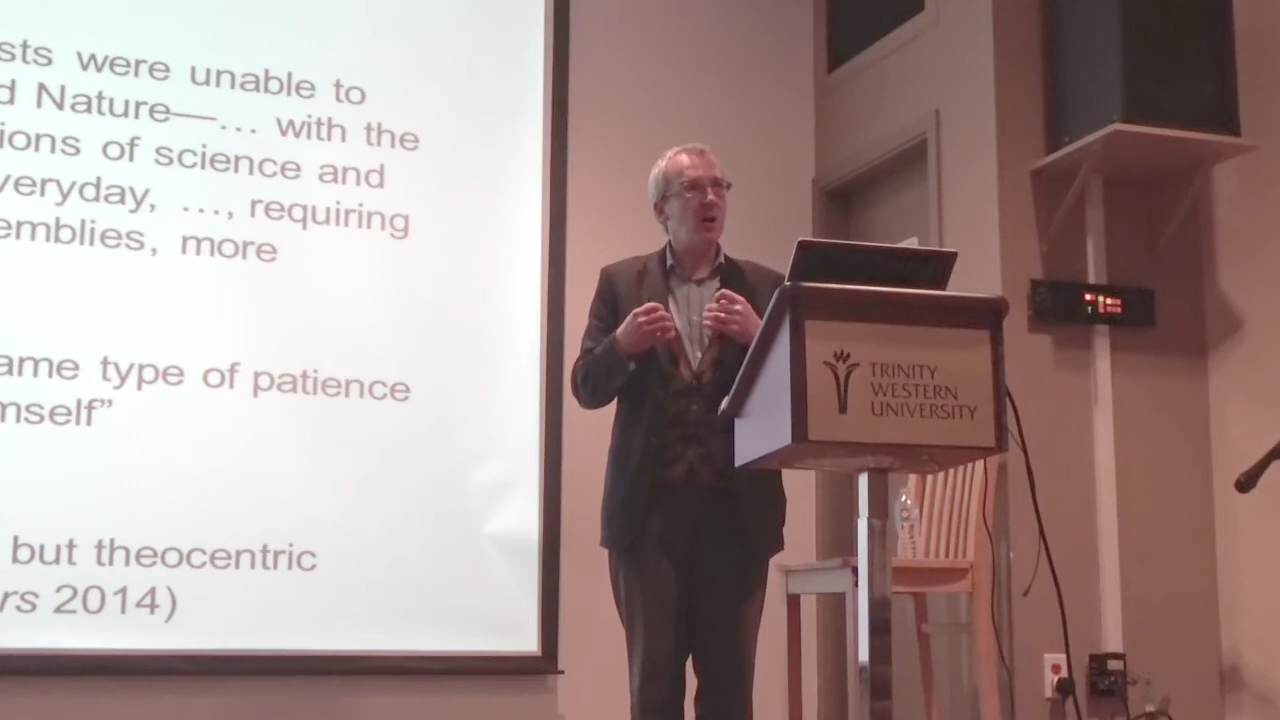 sts were unable to
d Nature—… with the
ions of science and
veryday, …, requiring
emblies, more
ame type of patience
mself”
but theocentric
rs 2014)
TRINITY
WESTERN
UNIVERSITY